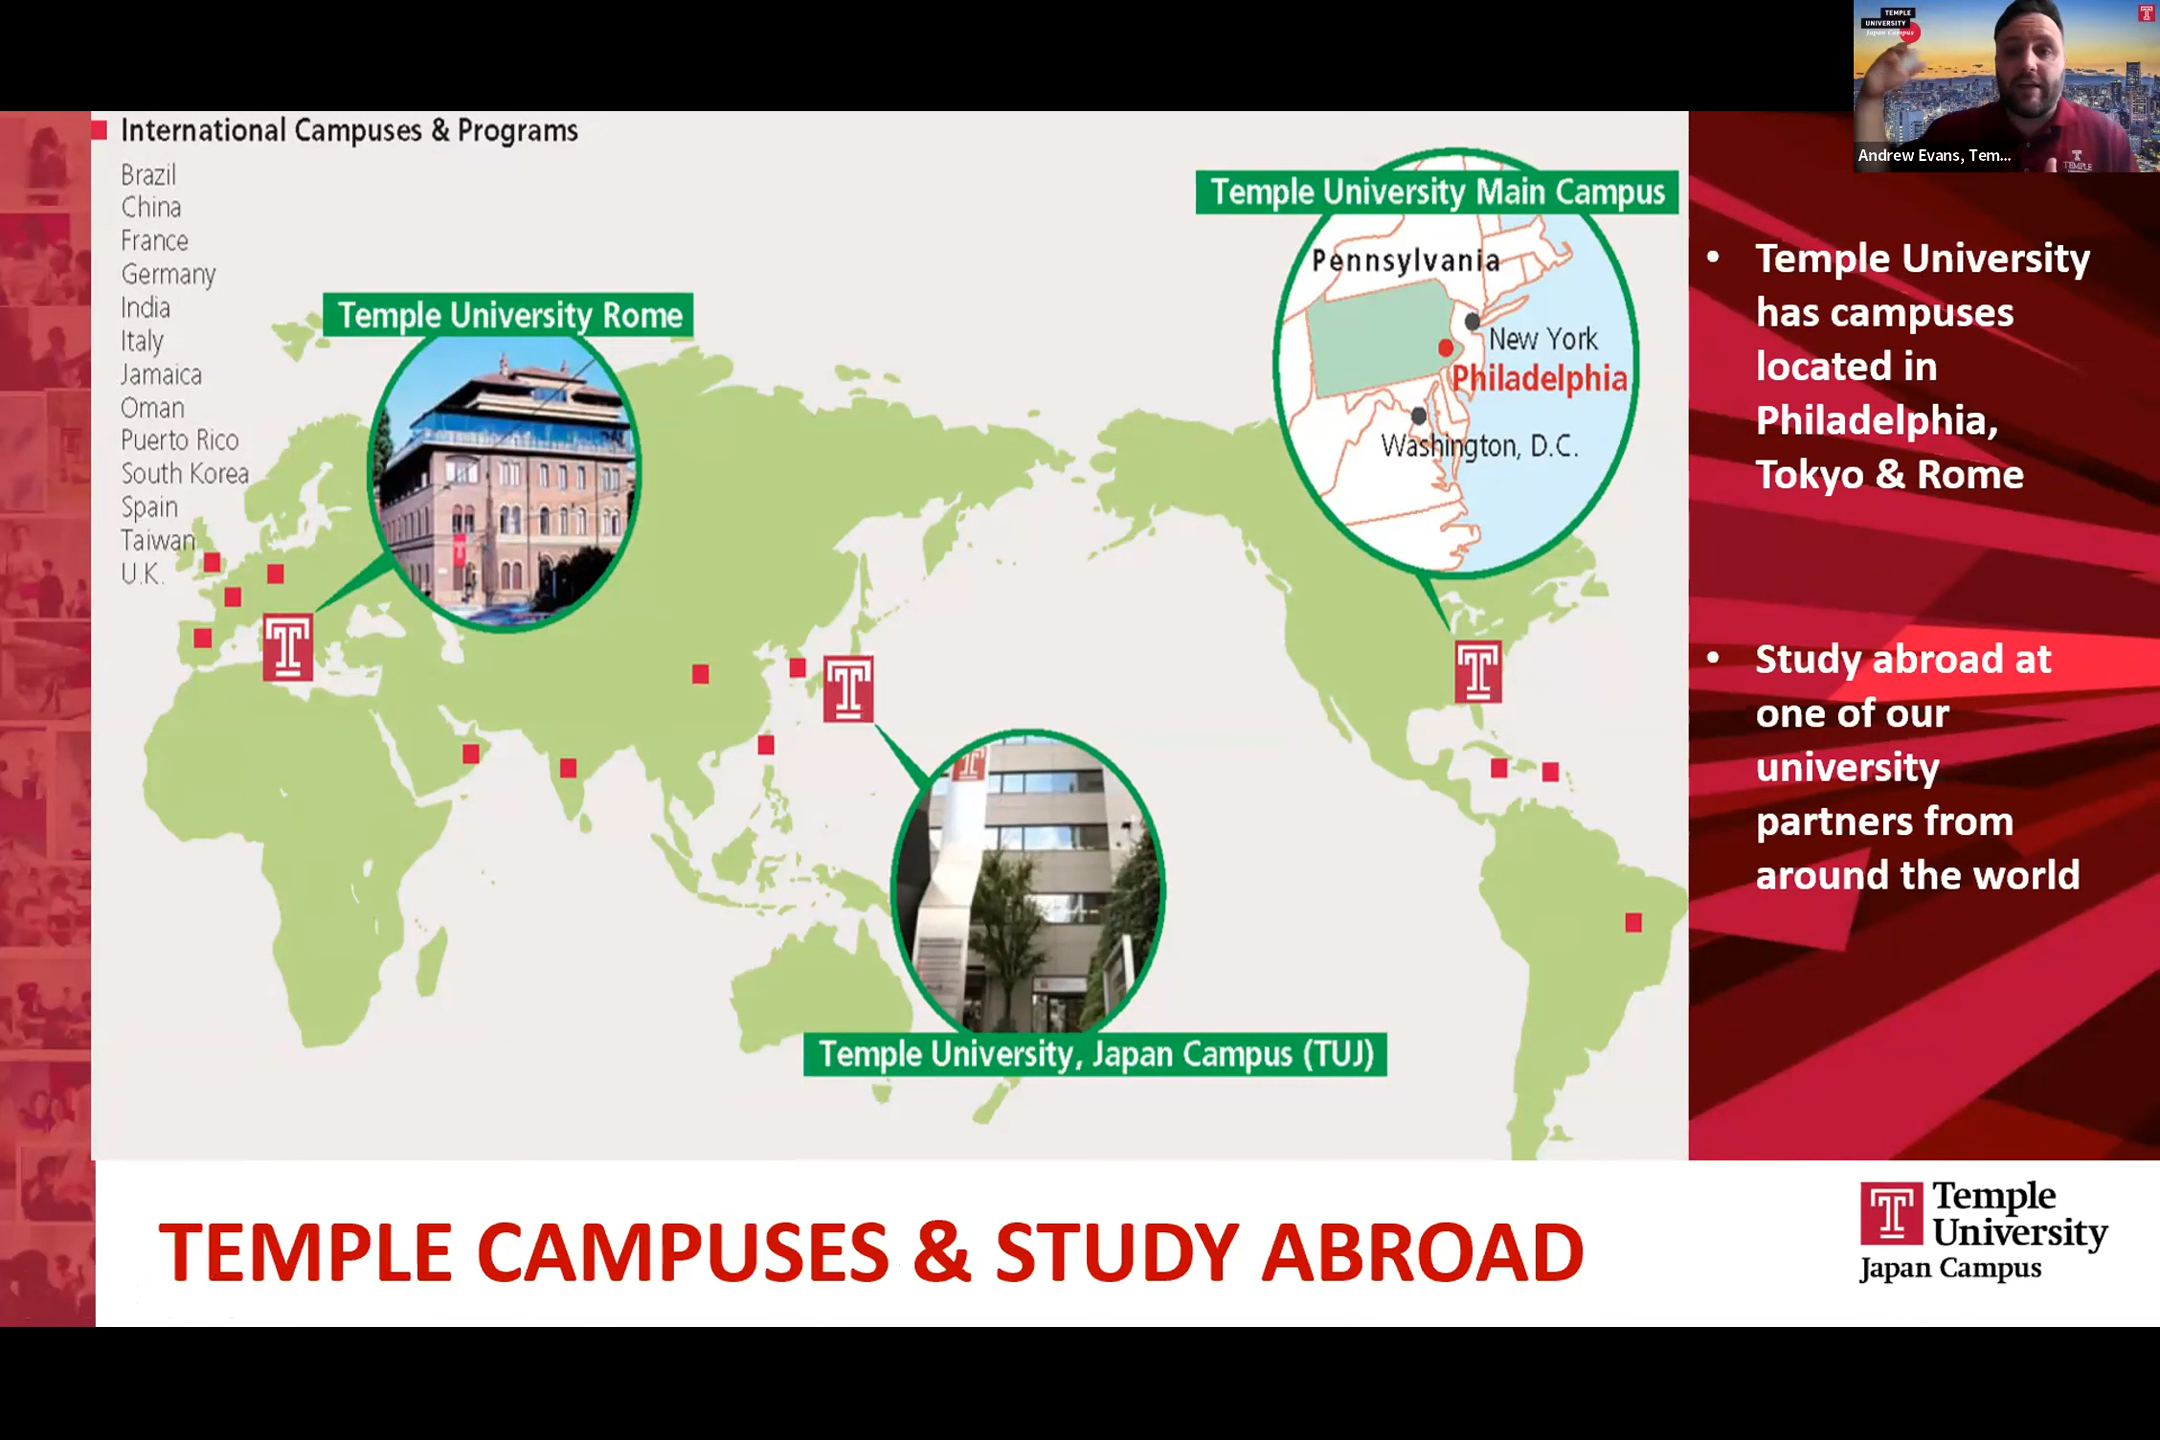 TEMPLE
UNIVERSITY
Japan Campus
Andrew Evans, Tem...
TEMPLE
International Campuses & Programs
Brazil
China
France
Germany
India
Italy
Jamaica
Oman
Puerto Rico
South Korea
Spain
Taiwan
U.K.
Temple University Rome
Temple University Main Campus
Pennsylvania
New York
Philadelphia
Washington, D.C.
Temple University, Japan Campus (TUJ)
• Temple University
has campuses
located in
Philadelphia,
Tokyo & Rome
• Study abroad at
one of our
university
partners from
around the world
TEMPLE CAMPUSES & STUDY ABROAD
Temple
University
Japan Campus